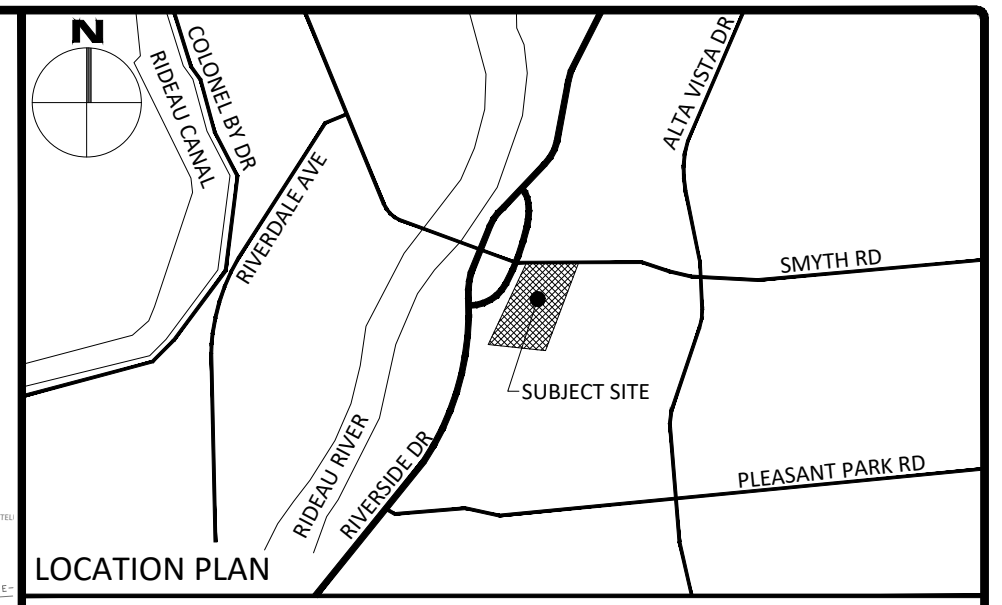 N
COLONEL BY DR
RIDEAU CANAL
ALTA VISTA DR
RIVERDALE AVE
SMYTH RD
SUBJECT SITE
RIDEAU RIVER
RIVERSIDE DR
PLEASANT PARK RD
TEL
LOCATION PLAN
E